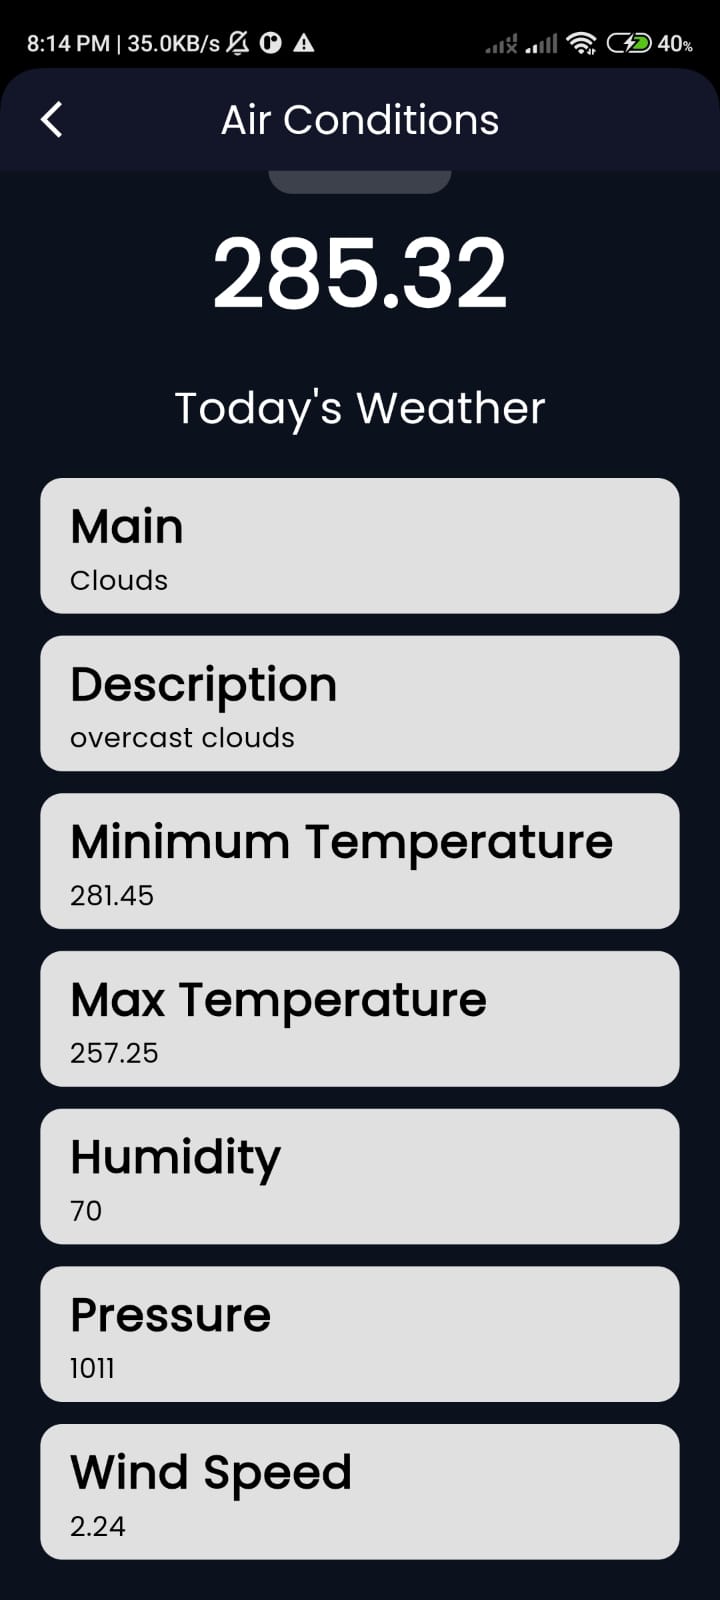 8:14 PM | 35.0KB/s 40%
Air Conditions
285.32
Today's Weather
Main
Clouds
Description
overcast clouds
Minimum Temperature
281.45
Max Temperature
257.25
Humidity
70
Pressure
1011
Wind Speed
2.24